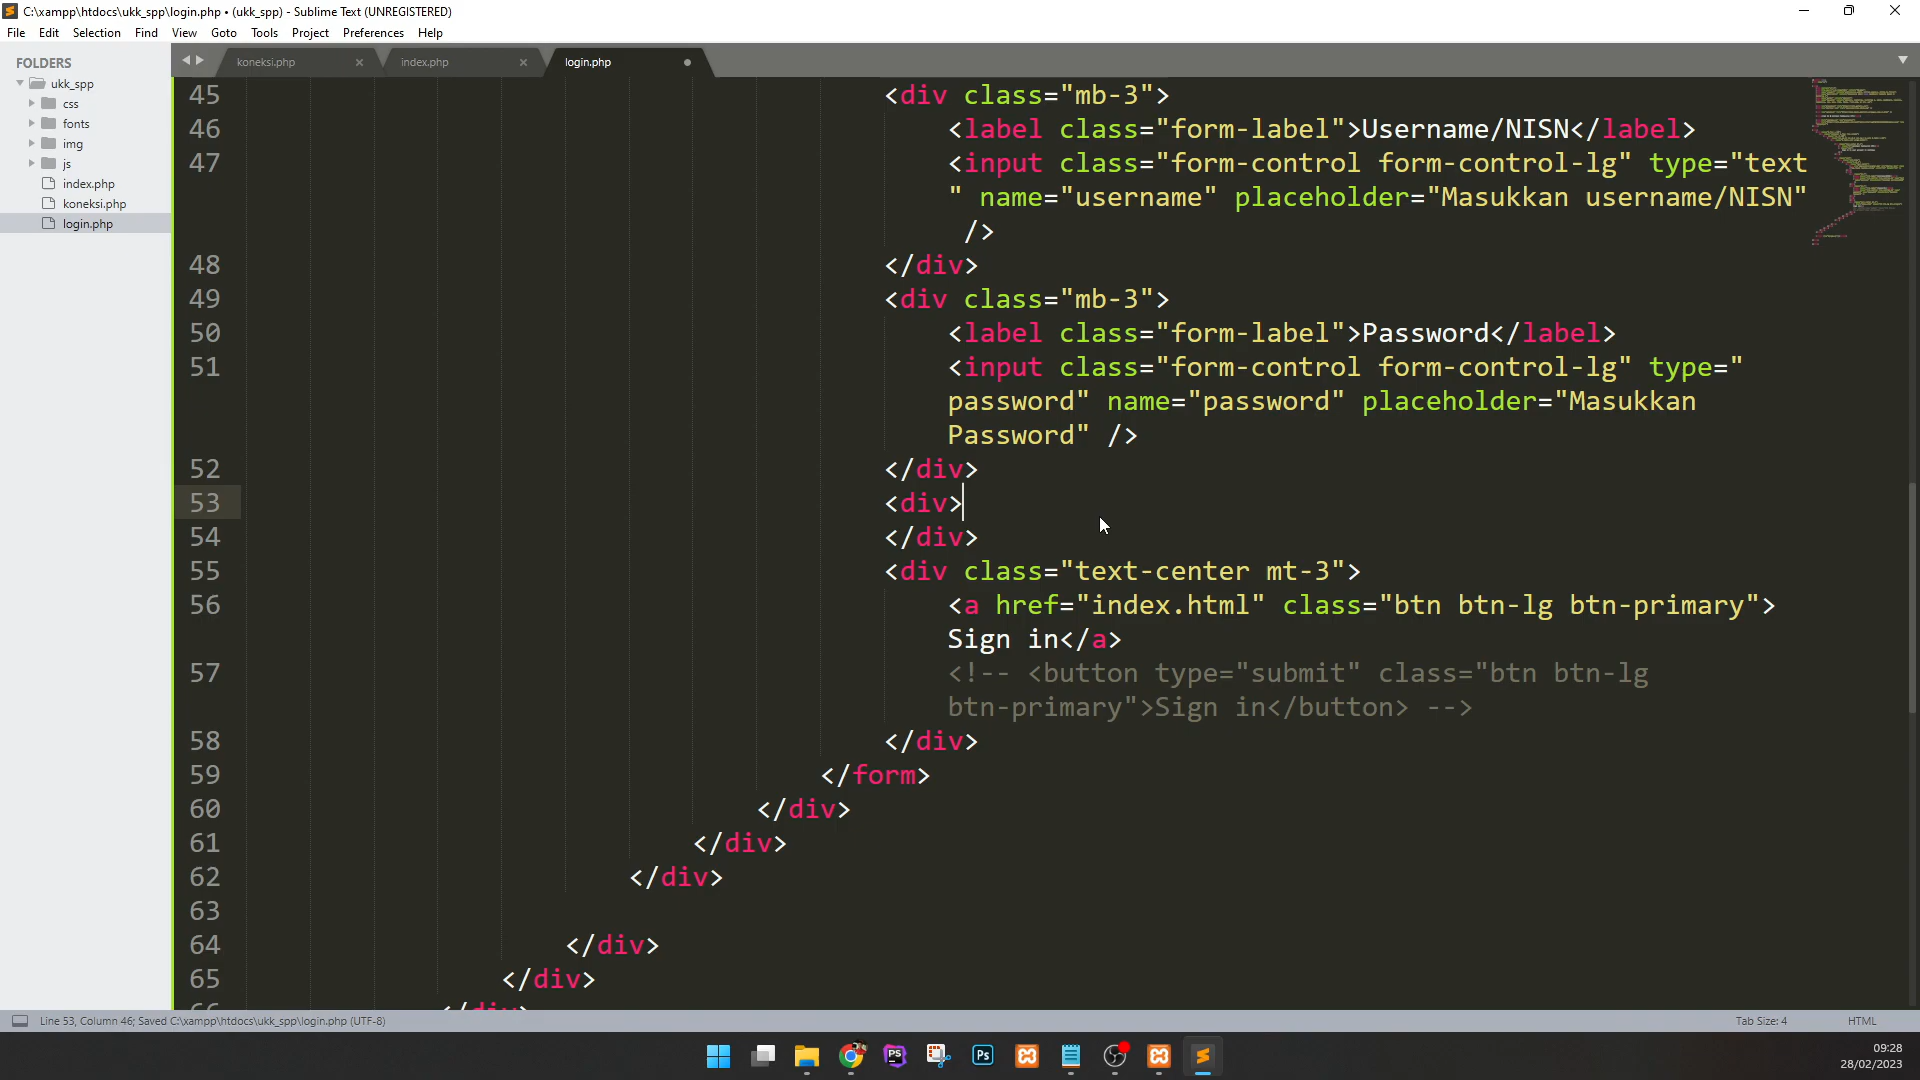 C:\xampp\htdocs\ukk_spp\login.php • (ukk_spp) - Sublime Text (UNREGISTERED)
File Edit Selection Find View Goto Tools Project Preferences Help
FOLDERS
ukk_spp
css
fonts
img
js
index.php
koneksi.php
login.php
koneksi.php
index.php
login.php
45 <div class="mb-3">
46 <label class="form-label">Username/NISN</label>
47 <input class="form-control form-control-lg" type="text
" name="username" placeholder="Masukkan username/NISN"
/>
48 </div>
49 <div class="mb-3">
50 <label class="form-label">Password</label>
51 <input class="form-control form-control-lg" type="
password" name="password" placeholder="Masukkan
Password" />
52 </div>
53 <div>
54 </div>
55 <div class="text-center mt-3">
56 <a href="index.html" class="btn btn-lg btn-primary">
Sign in</a>
57 <!-- <button type="submit" class="btn btn-lg
btn-primary">Sign in</button> -->
58 </div>
59 </form>
60 </div>
61 </div>
62 </div>
63
64 </div>
65 </div>
66 </div>
Line 53, Column 46; Saved C:\xampp\htdocs\ukk_spp\login.php (UTF-8)
Tab Size: 4
HTML
PS
Ps
09:28
28/02/2023